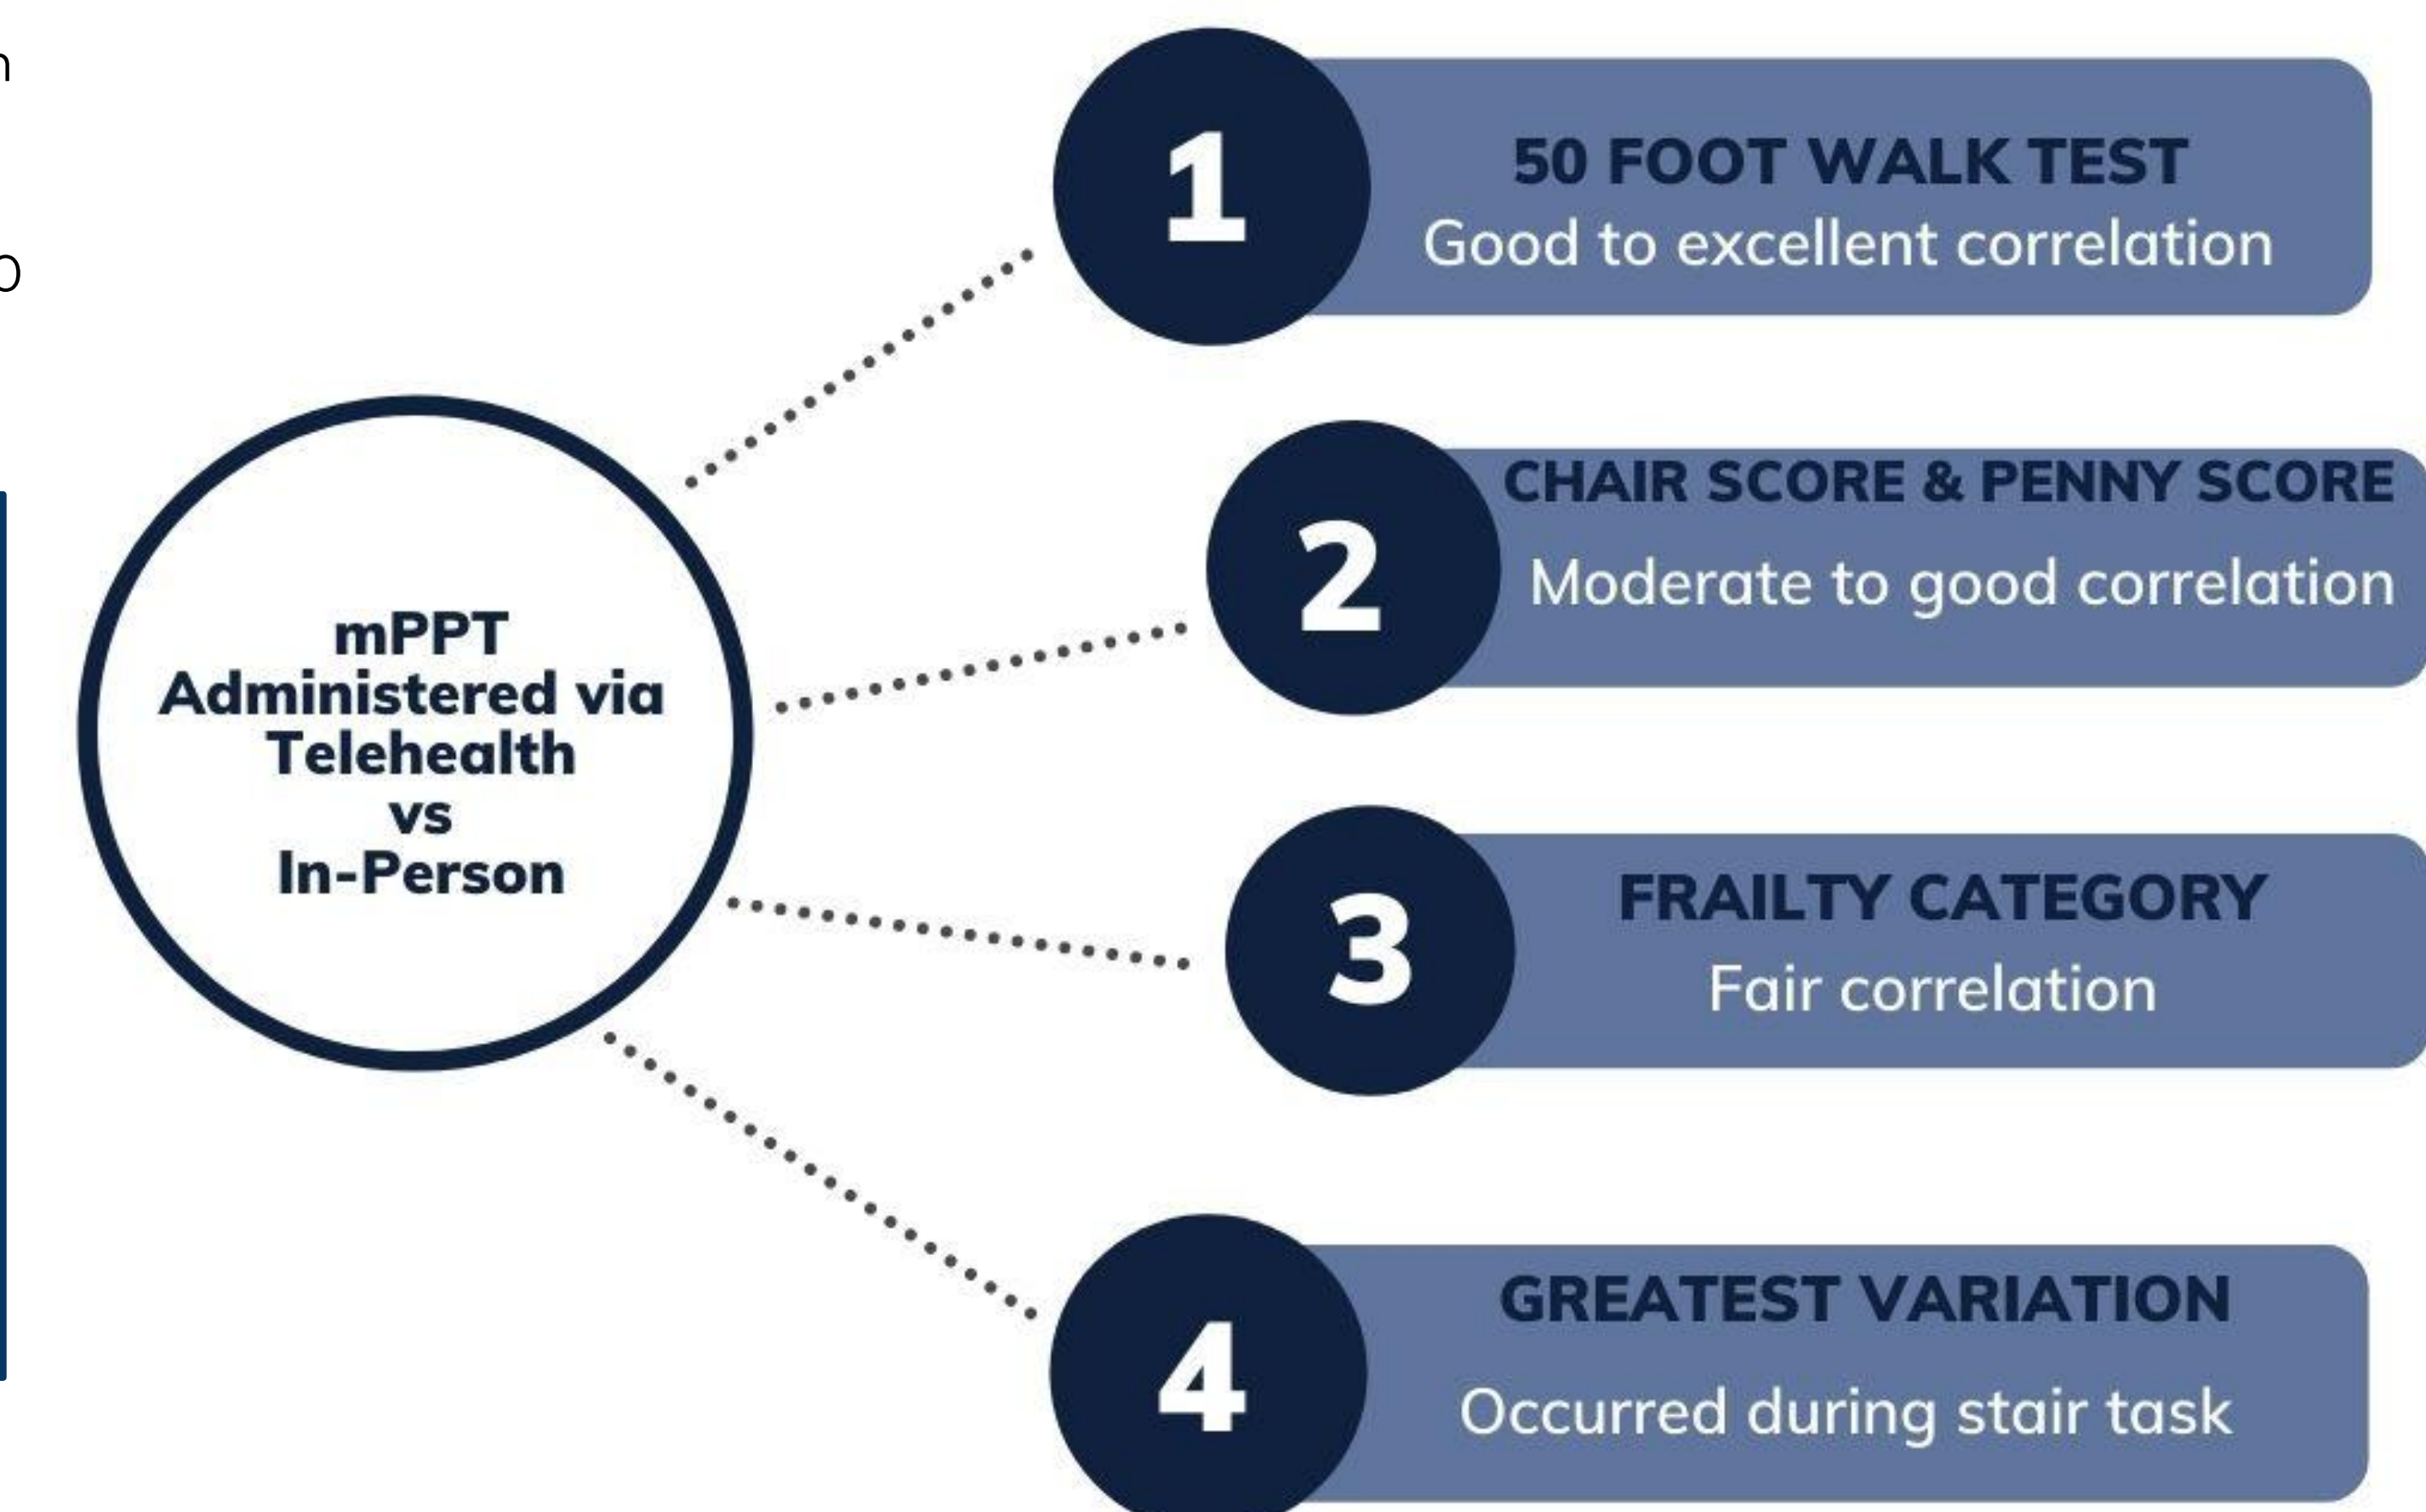 mPPT
Administered via
Telehealth
vs
In-Person
1
50 FOOT WALK TEST
Good to excellent correlation
2
CHAIR SCORE & PENNY SCORE
Moderate to good correlation
3
FRAILTY CATEGORY
Fair correlation
4
GREATEST VARIATION
Occurred during stair task